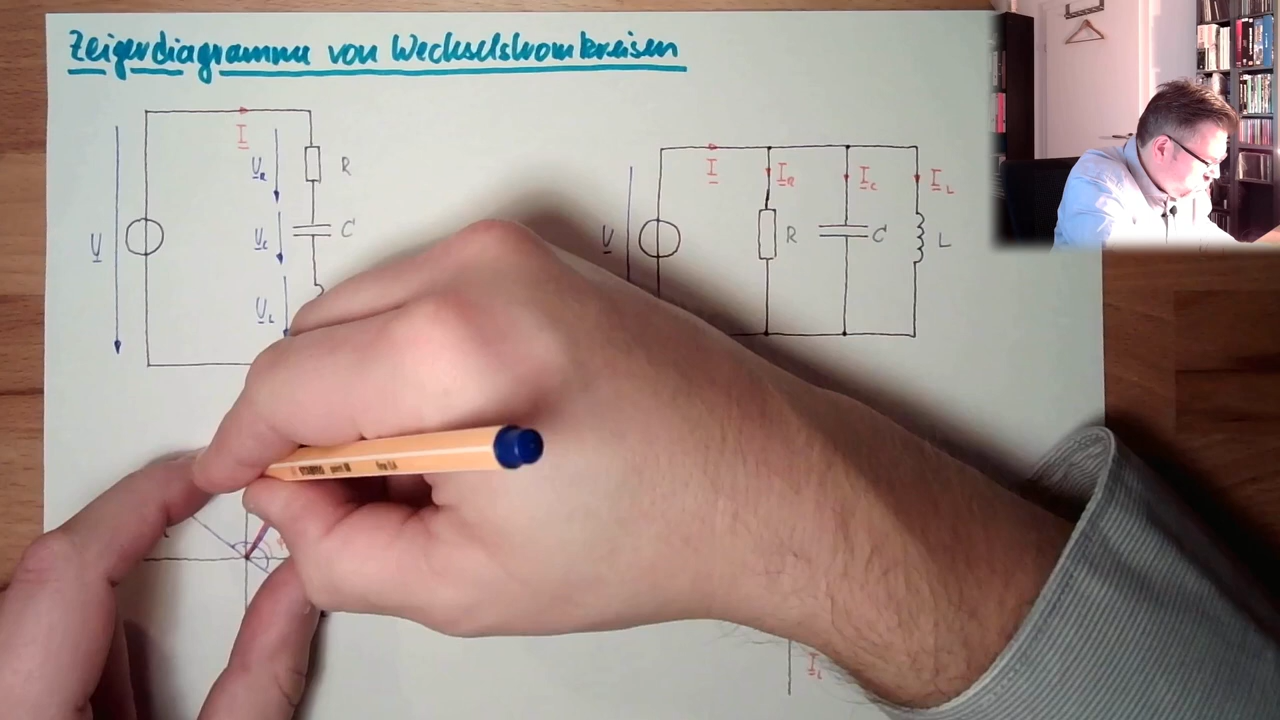 Zeigerdiagramme von Wechselstromkreisen
I
U
U_R
R
U_C
C
U_L
U
I
I_R
I_C
I_L
R
C
L
I_L